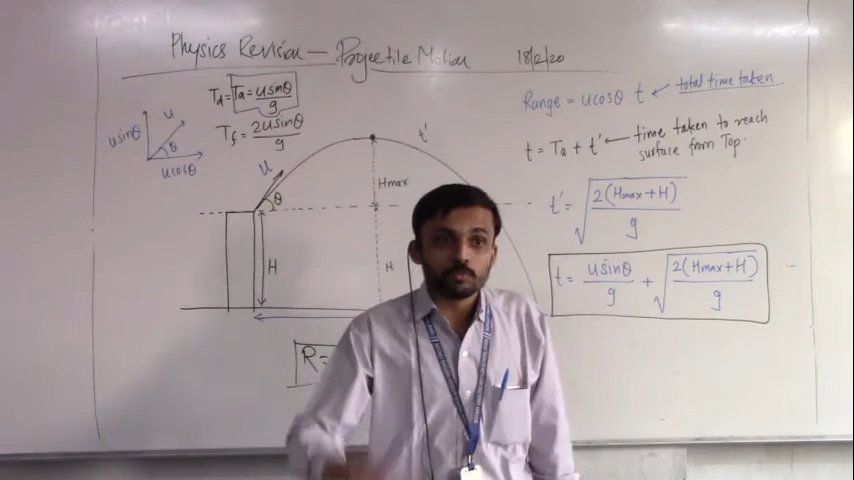 Physics Revision — Projectile Motion 18/2/20
Td = Ta = usinθ/g
Tf = 2usinθ/g
usinθ
u
θ
ucosθ
u
θ
t'
Hmax
H
H
R =
Range = ucosθ t ← total time taken
t = Ta + t' ← time taken to reach
surface from Top.
t' = √(2(Hmax+H)/g)
t = usinθ/g + √(2(Hmax+H)/g)